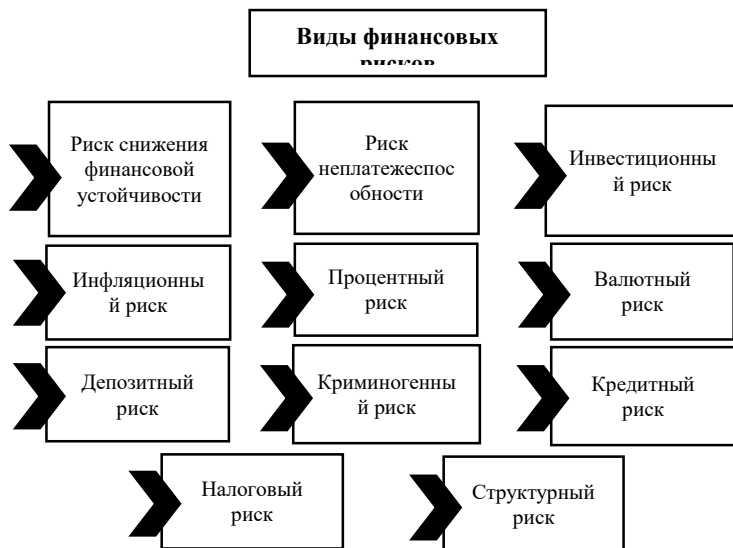 Виды финансовых
рисков
Риск снижения
финансовой
устойчивости
Риск
неплатежеспос
обности
Инвестиционны
й риск
Инфляционны
й риск
Процентный
риск
Валютный
риск
Депозитный
риск
Криминогенны
й риск
Кредитный
риск
Налоговый
риск
Структурный
риск